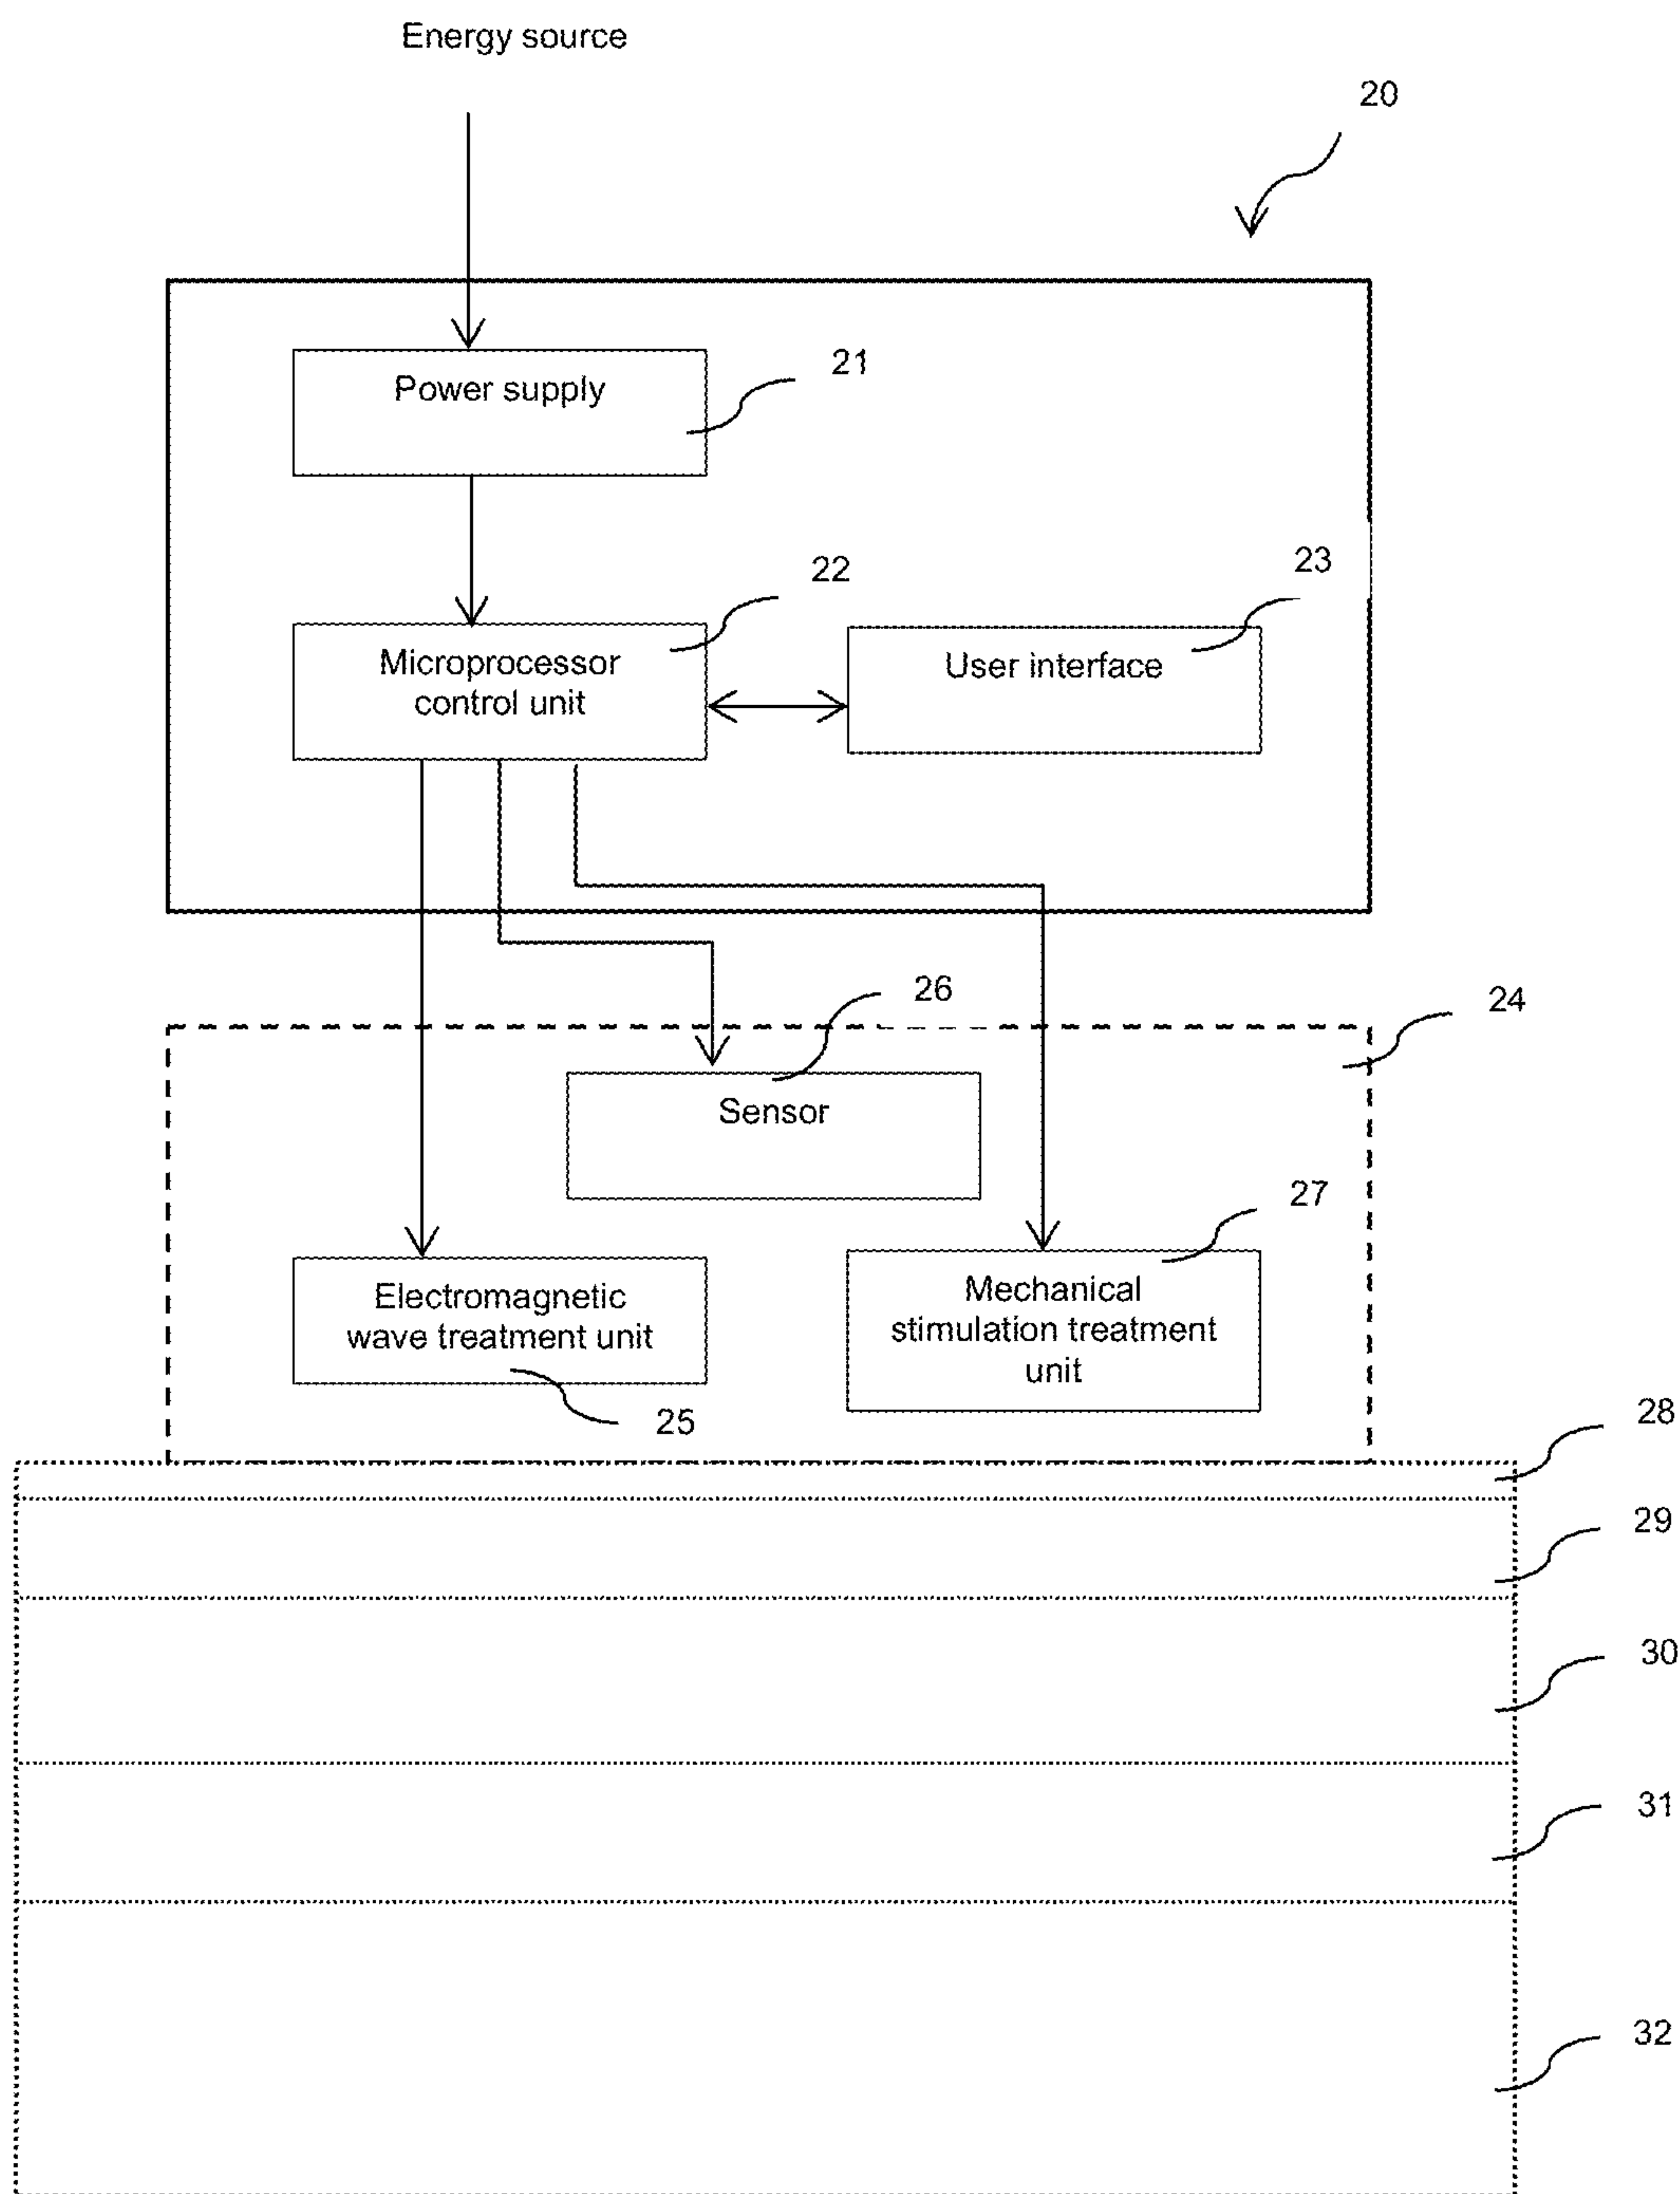 Energy source
20
Power supply
21
22
23
Microprocessor
control unit
User interface
26
24
Sensor
27
Electromagnetic
wave treatment unit
Mechanical
stimulation treatment
unit
25
28
29
30
31
32